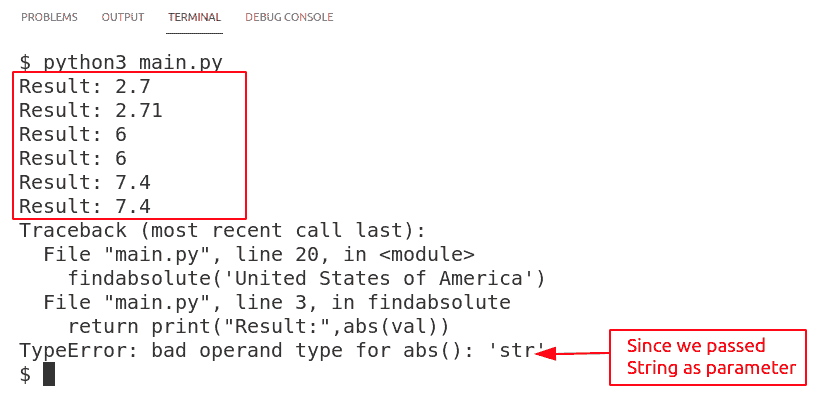 PROBLEMS OUTPUT TERMINAL DEBUG CONSOLE
$ python3 main.py
Result: 2.7
Result: 2.71
Result: 6
Result: 6
Result: 7.4
Result: 7.4
Traceback (most recent call last):
  File "main.py", line 20, in <module>
    findabsolute('United States of America')
  File "main.py", line 3, in findabsolute
    return print("Result:",abs(val))
TypeError: bad operand type for abs(): 'str'
Since we passed
String as parameter
$